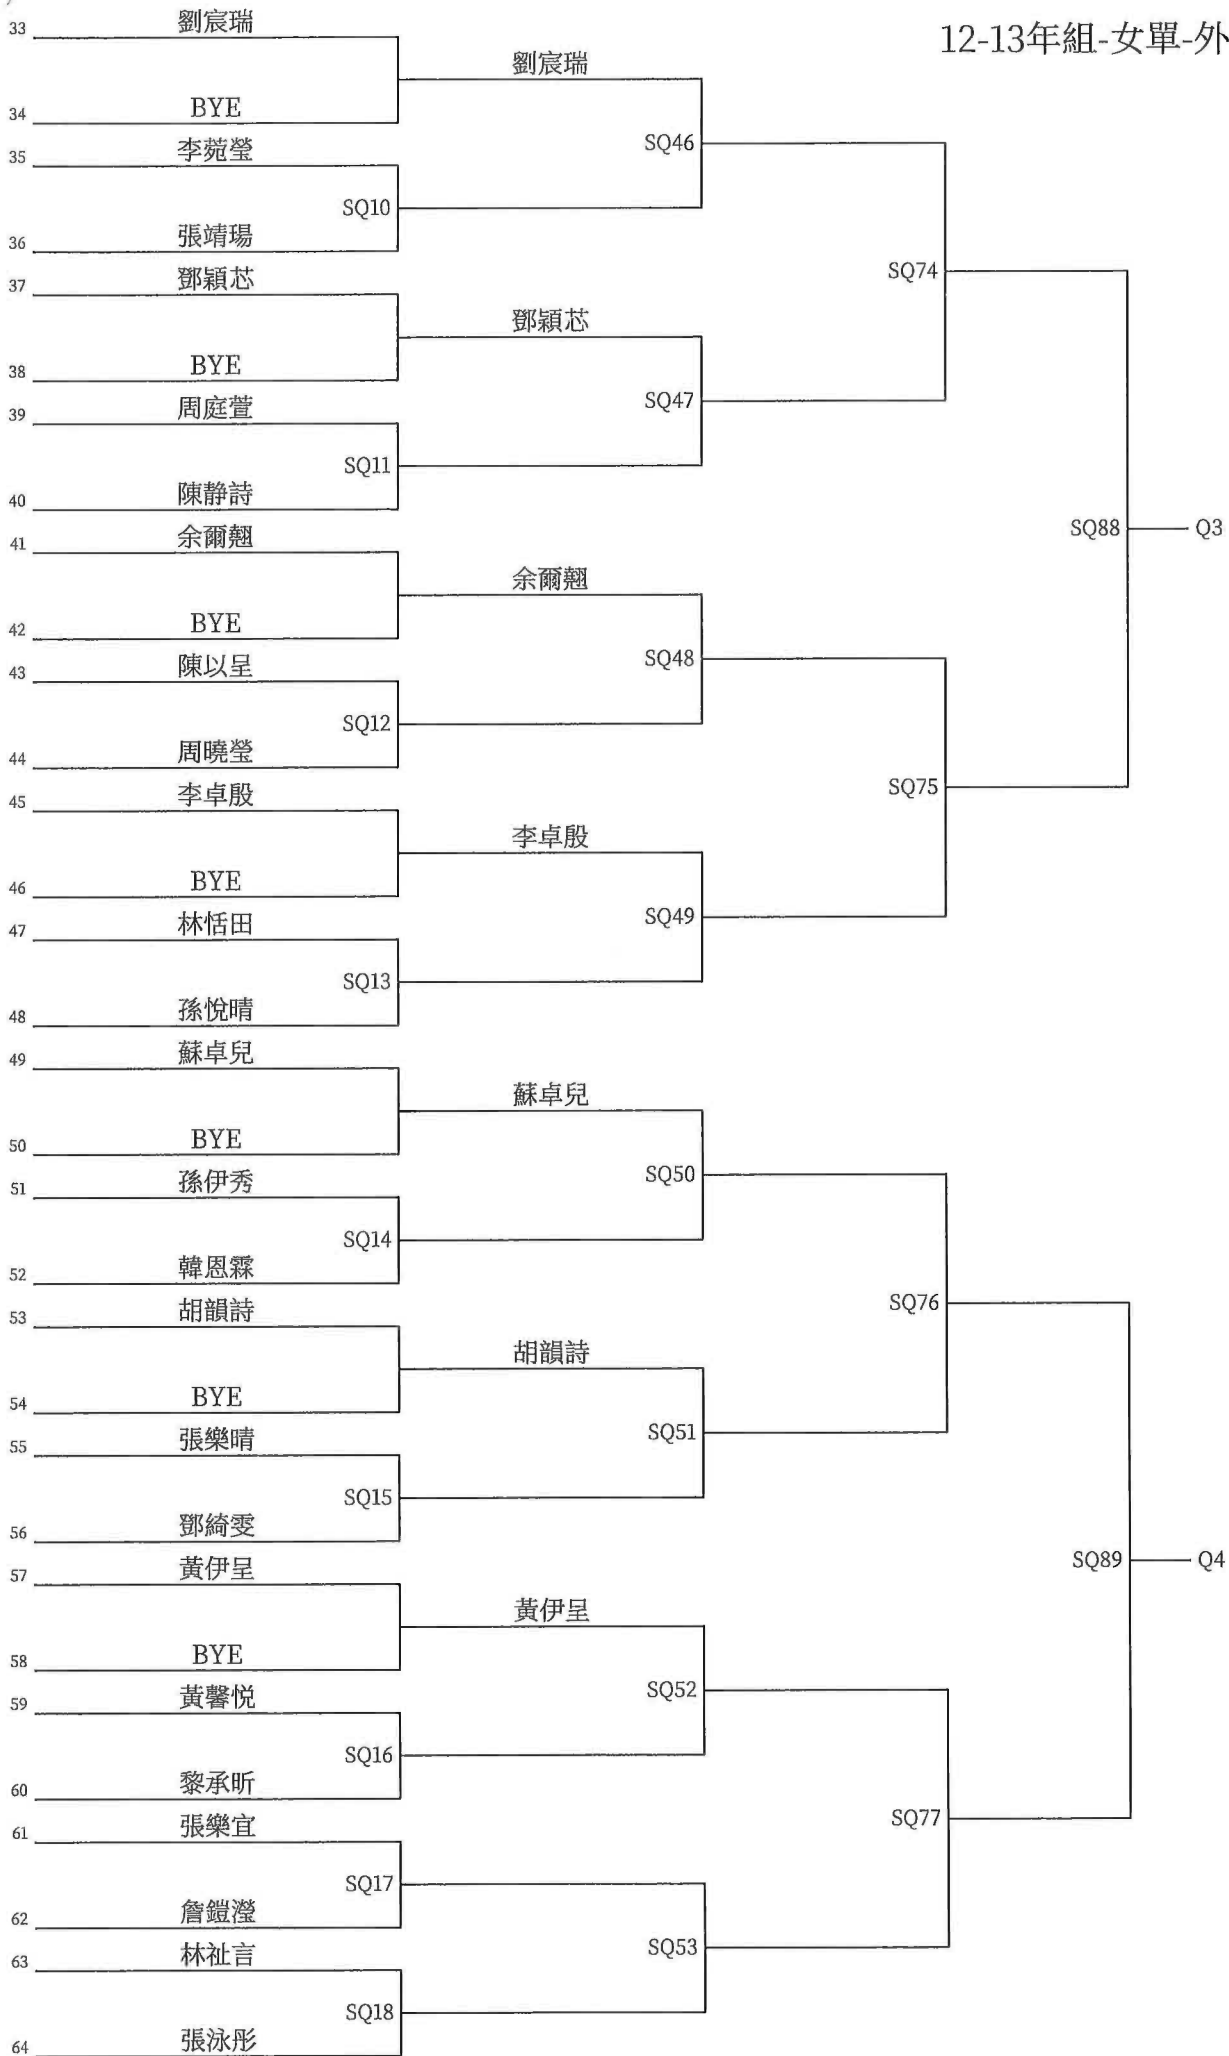 12-13年組-女單-外
33 劉宸瑞
劉宸瑞
34 BYE
SQ46
35 李菀瑩
SQ10
36 張靖瑒
SQ74
37 鄧穎芯
鄧穎芯
38 BYE
SQ47
39 周庭萱
SQ11
40 陳静詩
SQ88 Q3
41 余爾翹
余爾翹
42 BYE
SQ48
43 陳以呈
SQ12
44 周曉瑩
SQ75
45 李卓殷
李卓殷
46 BYE
SQ49
47 林恬田
SQ13
48 孫悅晴
49 蘇卓兒
蘇卓兒
50 BYE
SQ50
51 孫伊秀
SQ14
52 韓恩霖
SQ76
53 胡韻詩
胡韻詩
54 BYE
SQ51
55 張樂晴
SQ15
56 鄧綺雯
SQ89 Q4
57 黃伊呈
黃伊呈
58 BYE
SQ52
59 黃馨悦
SQ16
60 黎承昕
SQ77
61 張樂宜
SQ17
62 詹鎧瀅
SQ53
63 林祉言
SQ18
64 張泳彤